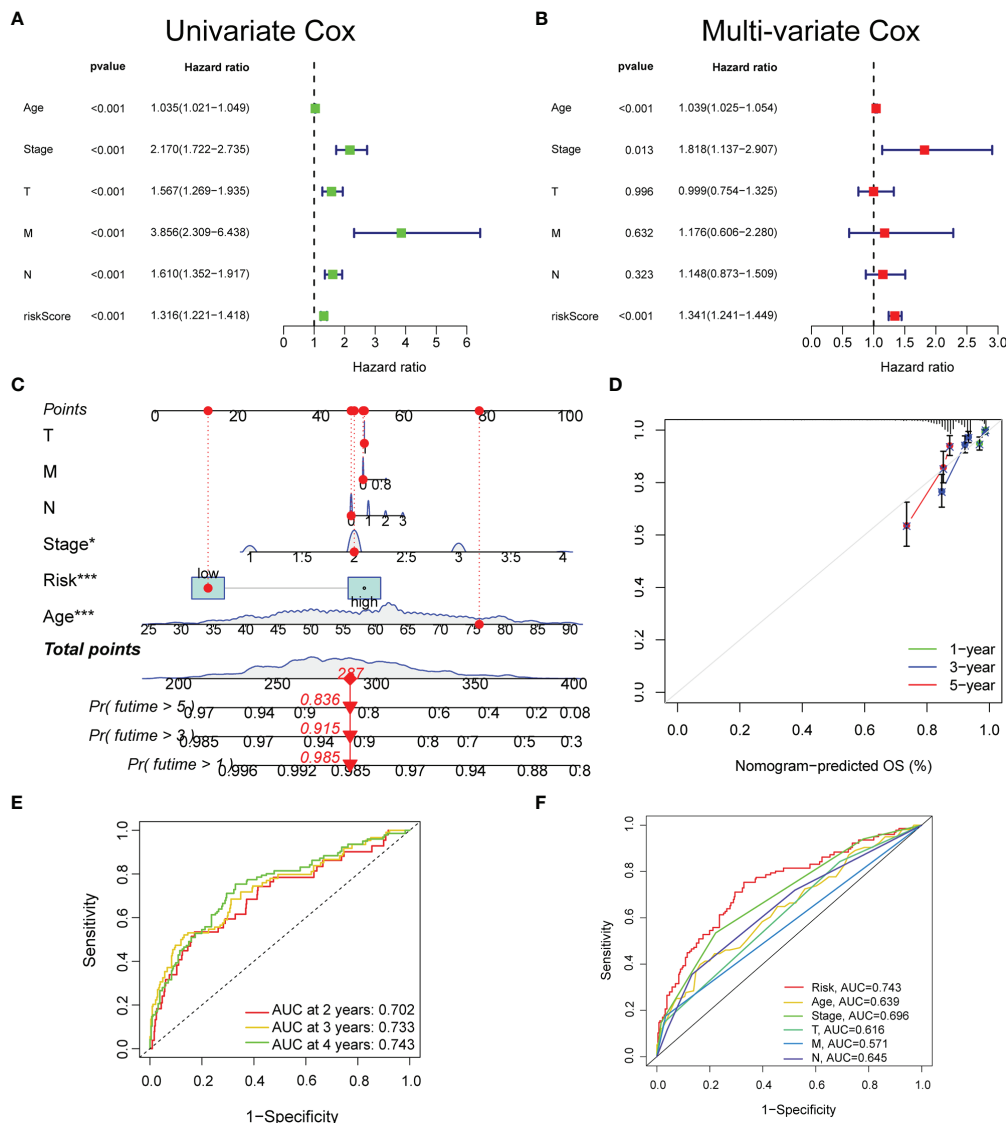 A
Univariate Cox
pvalue Hazard ratio
Age <0.001 1.035(1.021−1.049)
Stage <0.001 2.170(1.722−2.735)
T <0.001 1.567(1.269−1.935)
M <0.001 3.856(2.309−6.438)
N <0.001 1.610(1.352−1.917)
riskScore <0.001 1.316(1.221−1.418)
0 1 2 3 4 5 6
Hazard ratio
B
Multi-variate Cox
pvalue Hazard ratio
Age <0.001 1.039(1.025−1.054)
Stage 0.013 1.818(1.137−2.907)
T 0.996 0.999(0.754−1.325)
M 0.632 1.176(0.606−2.280)
N 0.323 1.148(0.873−1.509)
riskScore <0.001 1.341(1.241−1.449)
0.0 0.5 1.0 1.5 2.0 2.5 3.0
Hazard ratio
C
Points 0 20 40 60 80 100
T
M 0 0.8
N 0 1 2 3
Stage* 1 1.5 2 2.5 3 3.5 4
Risk*** low high
Age*** 25 30 35 40 45 50 55 60 65 70 75 80 85 90
Total points
287
200 250 300 350 400
0.836
Pr( futime > 5 ) 0.97 0.94 0.9 0.8 0.6 0.4 0.2 0.08
0.915
Pr( futime > 3 ) 0.985 0.97 0.94 0.9 0.8 0.7 0.5 0.3
0.985
Pr( futime > 1 ) 0.996 0.992 0.985 0.97 0.94 0.88 0.8
D
1.0
0.8
0.6
0.4
0.2
0.0
1−year
3−year
5−year
0.0 0.2 0.4 0.6 0.8 1.0
Nomogram−predicted OS (%)
E
Sensitivity
1.0
0.8
0.6
0.4
0.2
0.0
AUC at 2 years: 0.702
AUC at 3 years: 0.733
AUC at 4 years: 0.743
0.0 0.2 0.4 0.6 0.8 1.0
1−Specificity
F
Sensitivity
1.0
0.8
0.6
0.4
0.2
0.0
Risk, AUC=0.743
Age, AUC=0.639
Stage, AUC=0.696
T, AUC=0.616
M, AUC=0.571
N, AUC=0.645
0.0 0.2 0.4 0.6 0.8 1.0
1−Specificity